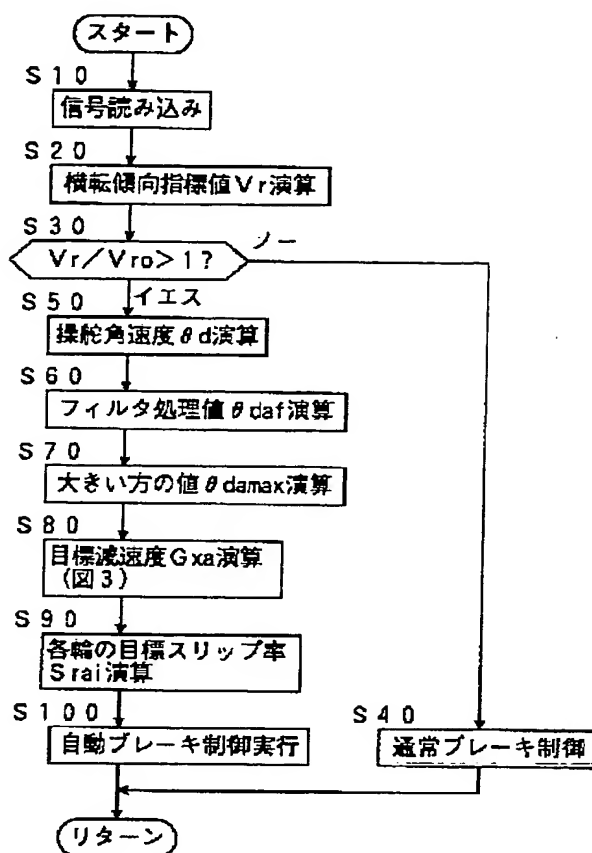 スタート
S10
信号読み込み
S20
横転傾向指標値Vr演算
S30
Vr/Vro>1?
ノー
イエス
S50
操舵角速度θd演算
S60
フィルタ処理値θdaf演算
S70
大きい方の値θdamax演算
S80
目標減速度Gxa演算
(図3)
S90
各輪の目標スリップ率
Srai演算
S100
自動ブレーキ制御実行
S40
通常ブレーキ制御
リターン